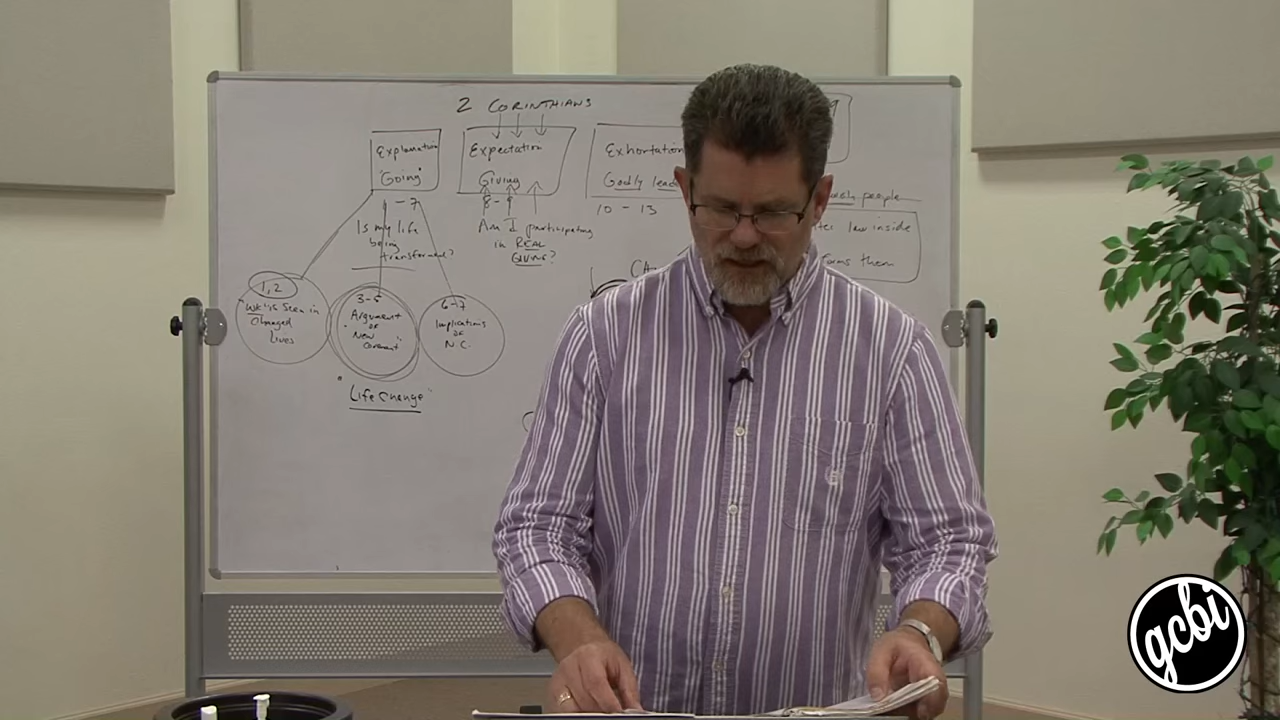 2 CORINTHIANS
Explanation
"Going"
1-7
Is my life
being
transformed?
Expectation
Giving
8-9
Am I participating
in REAL
GIVING?
Exhortation
Godly lead
10-13
people
law inside
them
1,2
is seen in
Changed
Lives
3-5
Argument
of
New
Covenant"
6-7
Implications
of
N.C.
"Life Change"
gcbi